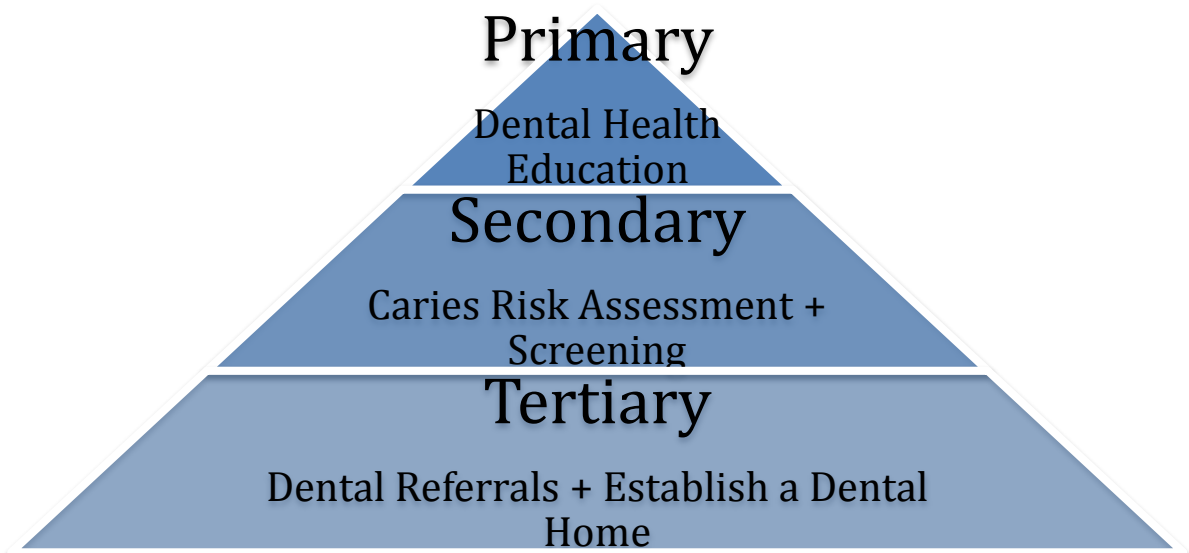 Primary
Dental Health
Education
Secondary
Caries Risk Assessment +
Screening
Tertiary
Dental Referrals + Establish a Dental
Home